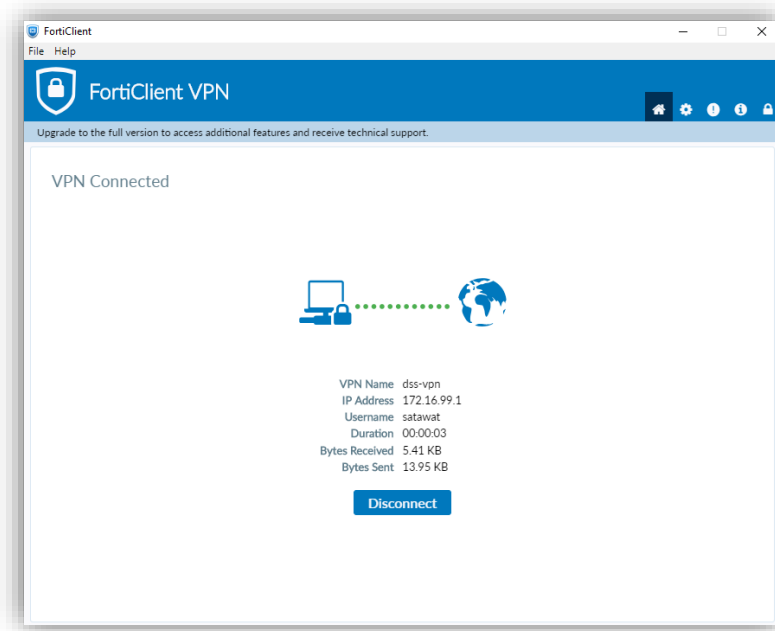 FortiClient
File Help
FortiClient VPN
Upgrade to the full version to access additional features and receive technical support.
VPN Connected
VPN Name dss-vpn
IP Address 172.16.99.1
Username satawat
Duration 00:00:03
Bytes Received 5.41 KB
Bytes Sent 13.95 KB
Disconnect